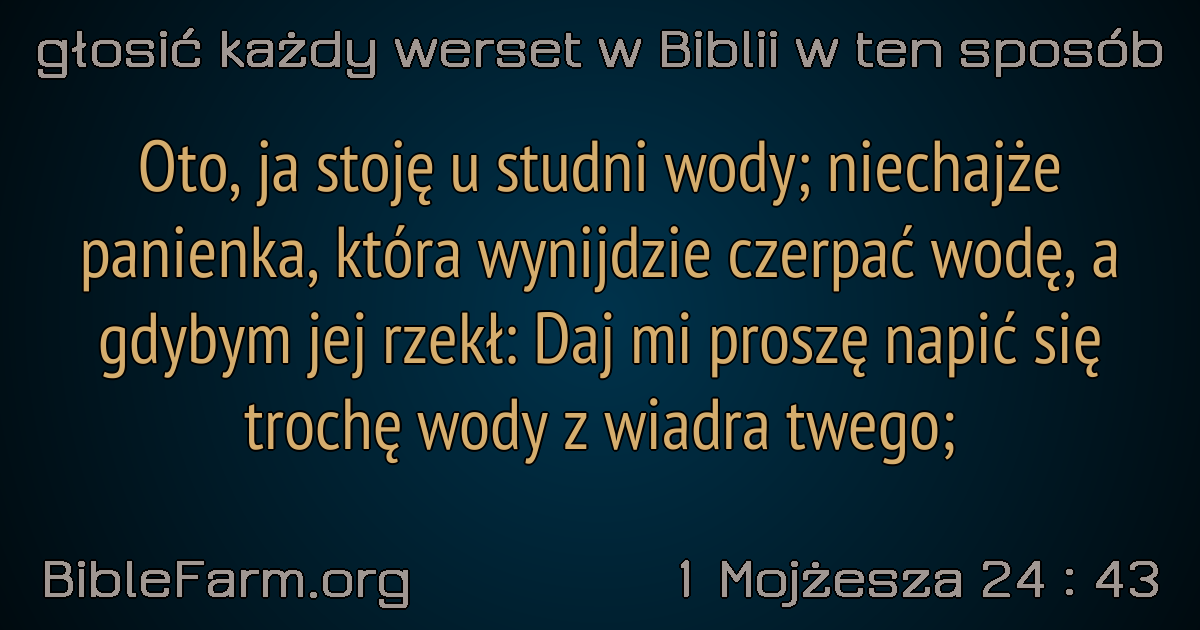 głosić każdy werset w Biblii w ten sposób
Oto, ja stoję u studni wody; niechajże
panienka, która wynijdzie czerpać wodę, a
gdybym jej rzekł: Daj mi proszę napić się
trochę wody z wiadra twego;
BibleFarm.org
1 Mojżesza 24 : 43